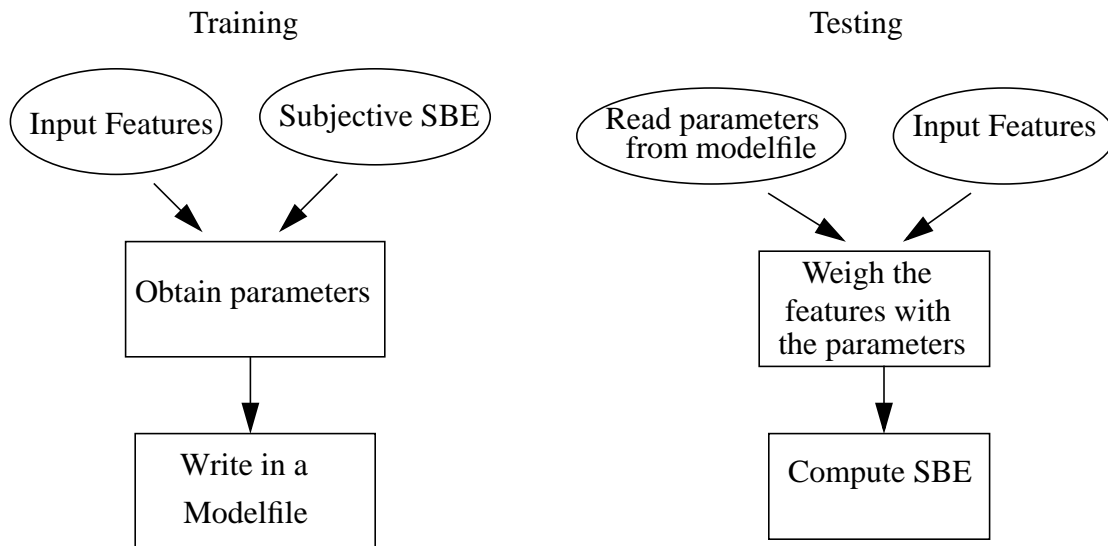 Training
Input Features
Subjective SBE
Obtain parameters
Write in a
Modelfile
Testing
Read parameters
from modelfile
Input Features
Weigh the
features with
the parameters
Compute SBE